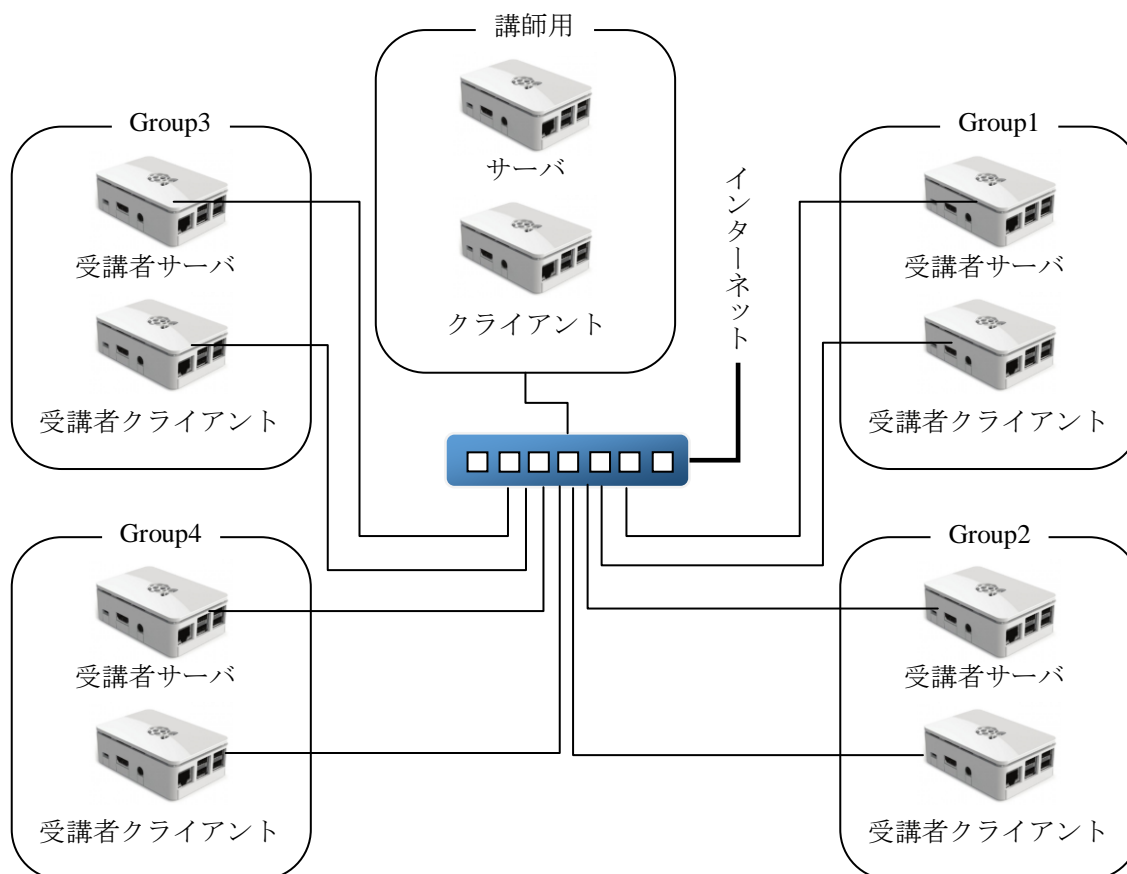 講師用
サーバ
クライアント
Group3
受講者サーバ
受講者クライアント
インターネット
Group1
受講者サーバ
受講者クライアント
Group4
受講者サーバ
受講者クライアント
Group2
受講者サーバ
受講者クライアント